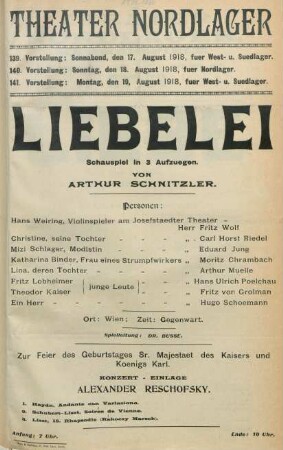 THEATER NORDLAGER
139. Vorstellung: Sonnabend, den 17. August 1918, fuer West- u. Suedlager.
140. Vorstellung: Sonntag, den 18. August 1918, fuer Nordlager.
141. Vorstellung: Montag, den 19. August 1918, fuer West- u. Suedlager.
LIEBELEI
Schauspiel in 3 Aufzuegen.
VON
ARTHUR SCHNITZLER.
Personen:
Hans Weiring, Violinspieler am Josefstaedter Theater –
Herr Fritz Wolf
Christine, seine Tochter - - - „ Carl Horst Riedel
Mizi Schlager, Modistin - - - „ Eduard Jung
Katharina Binder, Frau eines Strumpfwirkers - „ Moritz Chrambach
Lina, deren Tochter - - - - „ Arthur Muelle
Fritz Lobheimer } junge Leute { - - „ Hans Ulrich Poelchau
Theodor Kaiser - - „ Fritz von Grolman
Ein Herr - - - - - „ Hugo Schoemann
Ort: Wien; Zeit: Gegenwart.
Spielleitung: DR. BUSSE.
Zur Feier des Geburtstages Sr. Majestaet des Kaisers und
Koenigs Karl.
KONZERT - EINLAGE
ALEXANDER RESCHOFSKY.
1. Haydn, Andante con Variazione.
2. Schubert-Liszt, Soirée de Vienne.
3. Liszt, 15. Rhapsodie (Rakoczy Marsch).
Anfang: 7 Uhr. Ende: 10 Uhr.